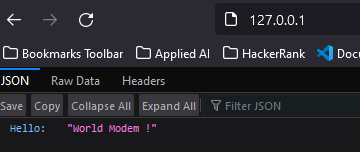 127.0.0.1
Bookmarks Toolbar Applied AI HackerRank Docu
JSON Raw Data Headers
Save Copy Collapse All Expand All Filter JSON
Hello: "World Modem !"